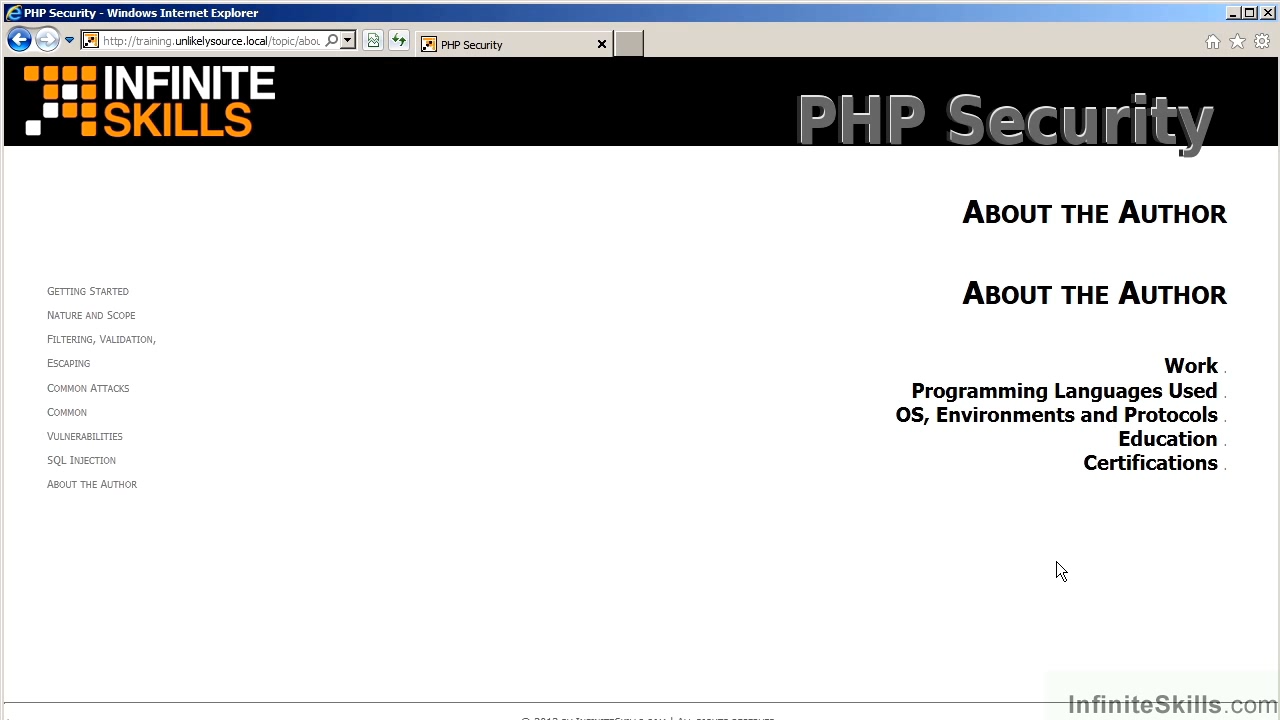 PHP Security - Windows Internet Explorer
http://training.unlikelysource.local/topic/abou
PHP Security
INFINITE
SKILLS
PHP Security
About the Author
About the Author
Getting Started
Nature and Scope
Filtering, Validation,
Escaping
Common Attacks
Common
Vulnerabilities
SQL Injection
About the Author
Work .
Programming Languages Used .
OS, Environments and Protocols .
Education .
Certifications .
InfiniteSkills.com